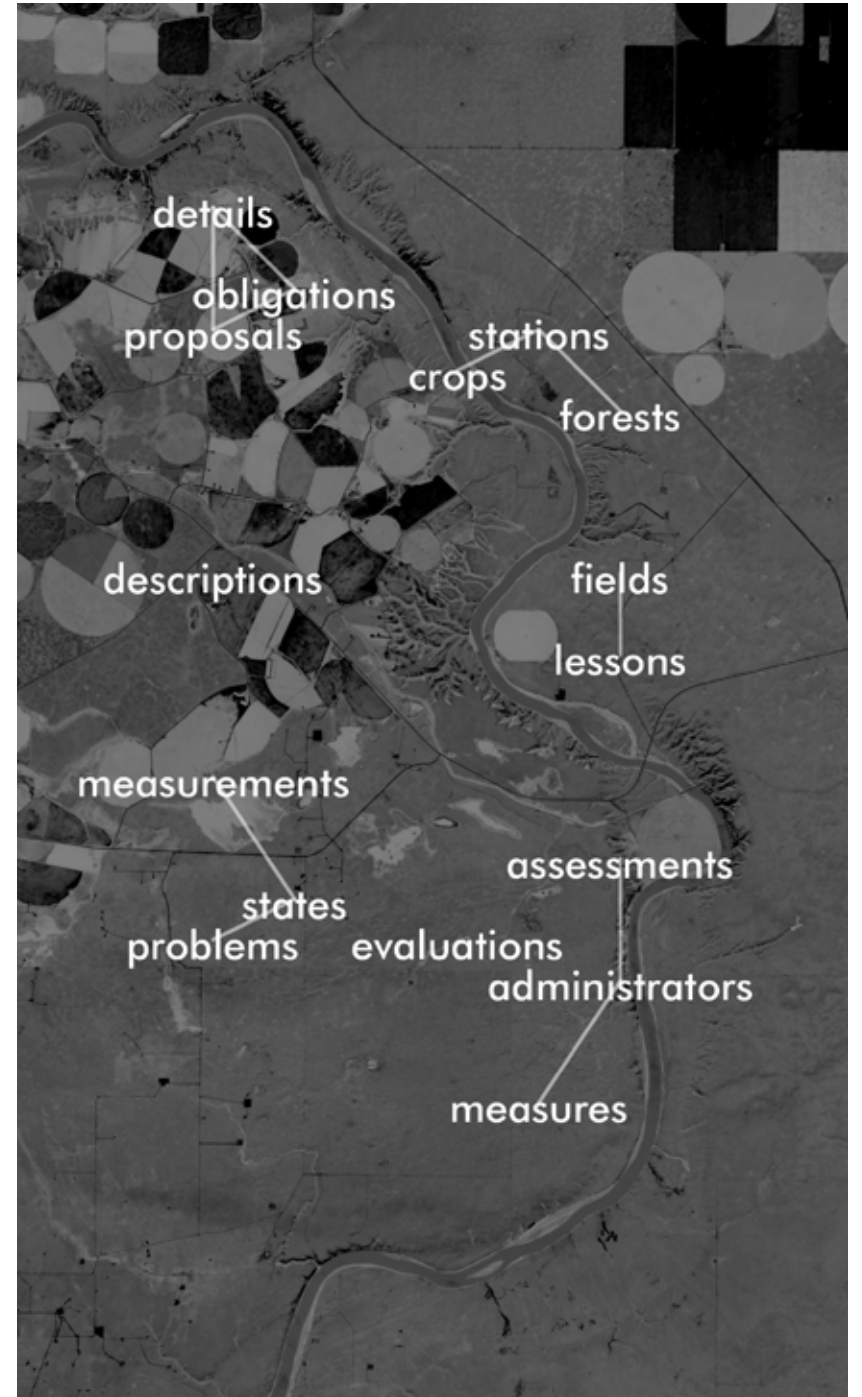 details
obligations
proposals
stations
crops
forests
descriptions
fields
lessons
measurements
assessments
states
problems
evaluations
administrators
measures